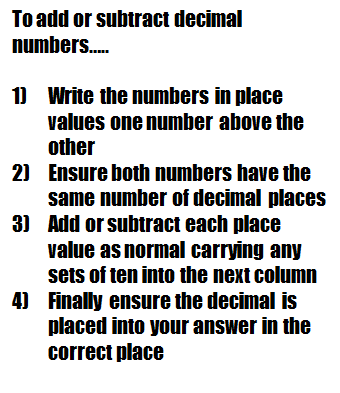 To add or subtract decimal
numbers.....
1) Write the numbers in place
values one number above the
other
2) Ensure both numbers have the
same number of decimal places
3) Add or subtract each place
value as normal carrying any
sets of ten into the next column
4) Finally ensure the decimal is
placed into your answer in the
correct place